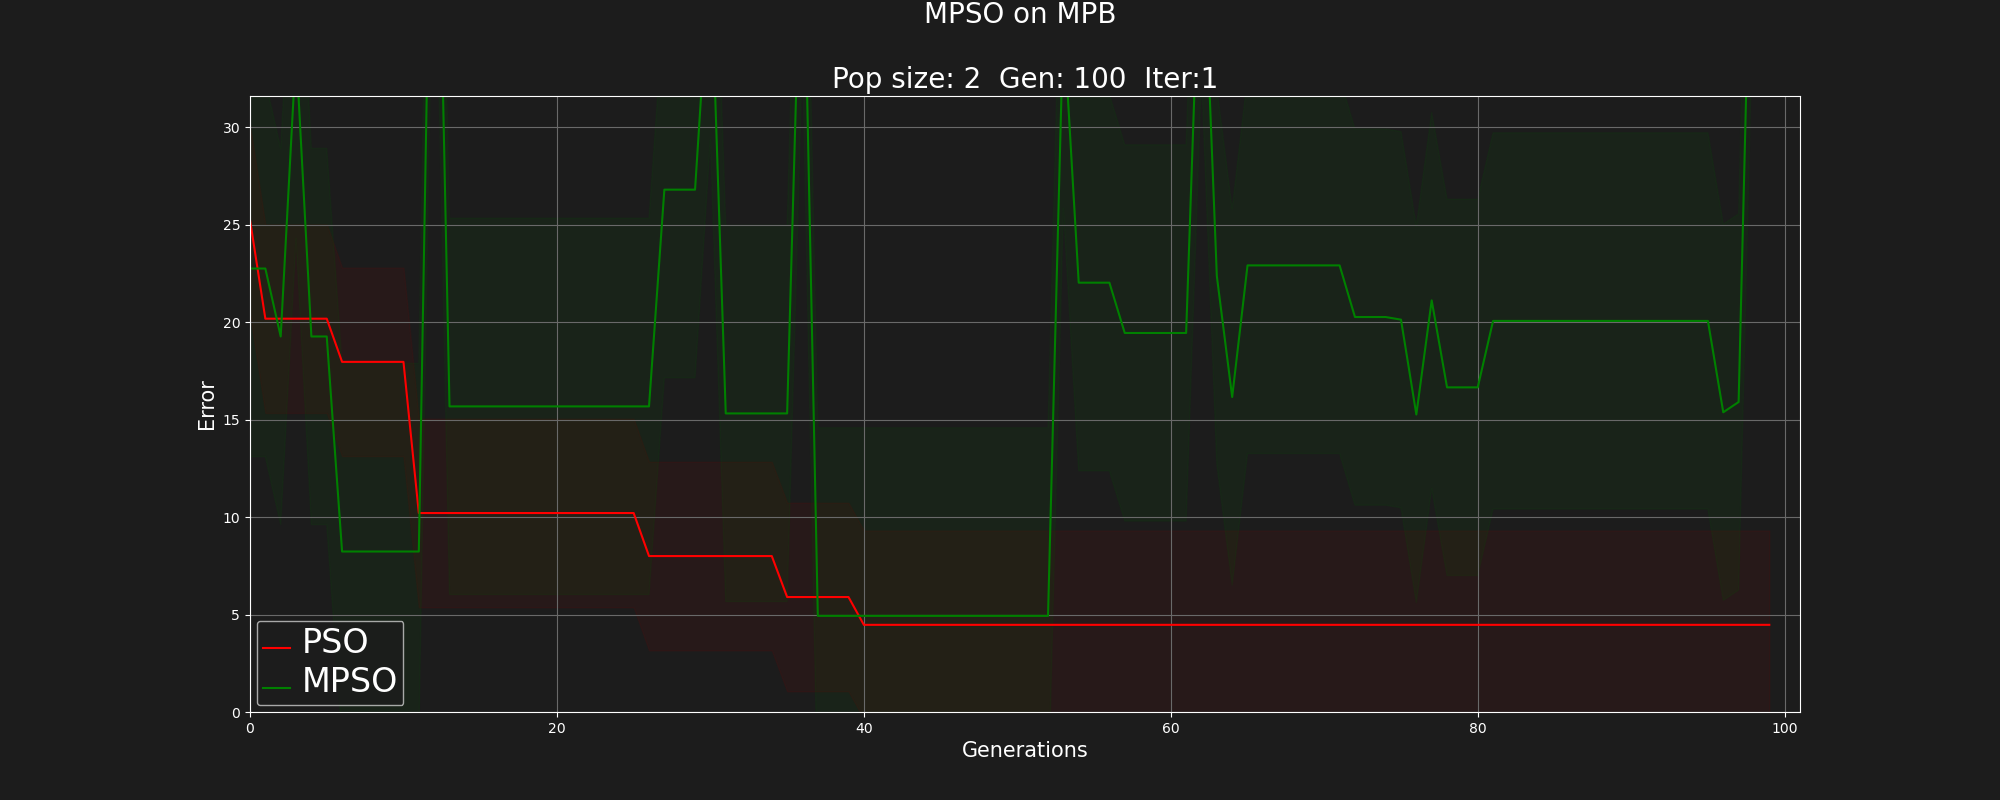 MPSO on MPB
Pop size: 2  Gen: 100  Iter:1
Error
30
25
20
15
10
5
0
PSO
MPSO
0 20 40 60 80 100
Generations